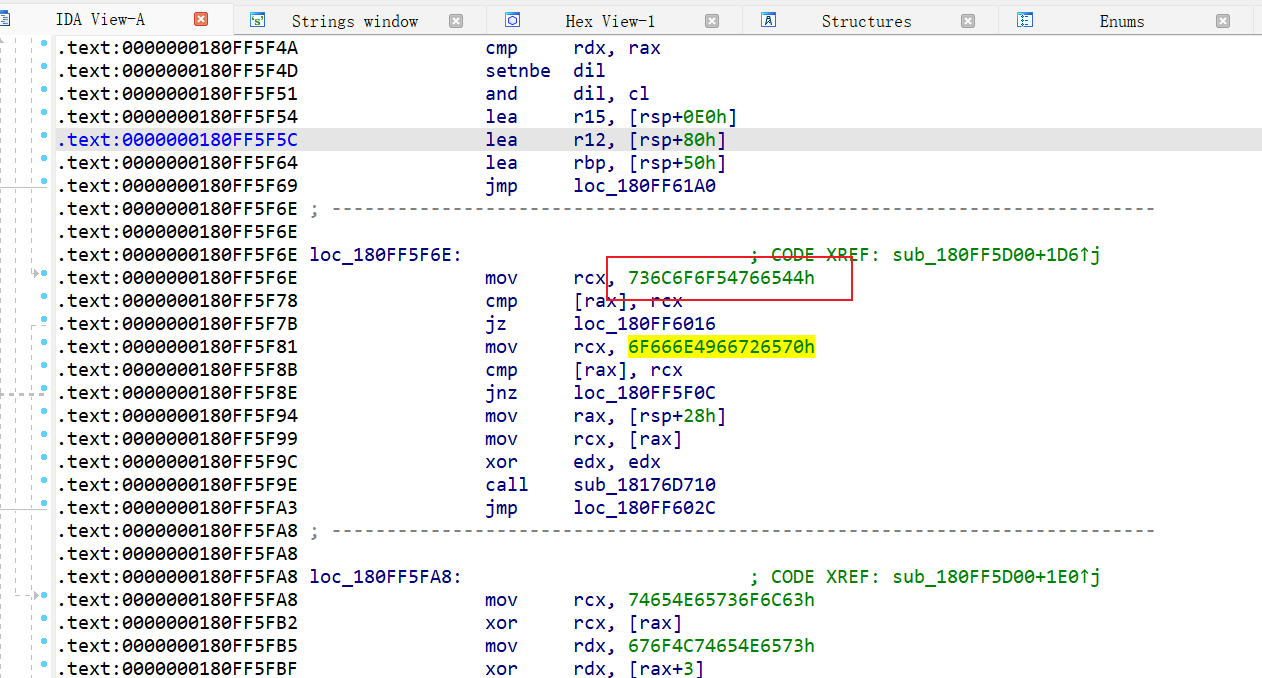 IDA View-A Strings window Hex View-1 Structures Enums
.text:0000000180FF5F4A cmp rdx, rax
.text:0000000180FF5F4D setnbe dil
.text:0000000180FF5F51 and dil, cl
.text:0000000180FF5F54 lea r15, [rsp+0E0h]
.text:0000000180FF5F5C lea r12, [rsp+80h]
.text:0000000180FF5F64 lea rbp, [rsp+50h]
.text:0000000180FF5F69 jmp loc_180FF61A0
.text:0000000180FF5F6E ; ---------------------------------------------------------------------------
.text:0000000180FF5F6E
.text:0000000180FF5F6E loc_180FF5F6E: ; CODE XREF: sub_180FF5D00+1D6↑j
.text:0000000180FF5F6E mov rcx, 736C6F6F54766544h
.text:0000000180FF5F78 cmp [rax], rcx
.text:0000000180FF5F7B jz loc_180FF6016
.text:0000000180FF5F81 mov rcx, 6F666E4966726570h
.text:0000000180FF5F8B cmp [rax], rcx
.text:0000000180FF5F8E jnz loc_180FF5F0C
.text:0000000180FF5F94 mov rax, [rsp+28h]
.text:0000000180FF5F99 mov rcx, [rax]
.text:0000000180FF5F9C xor edx, edx
.text:0000000180FF5F9E call sub_18176D710
.text:0000000180FF5FA3 jmp loc_180FF602C
.text:0000000180FF5FA8 ; ---------------------------------------------------------------------------
.text:0000000180FF5FA8
.text:0000000180FF5FA8 loc_180FF5FA8: ; CODE XREF: sub_180FF5D00+1E0↑j
.text:0000000180FF5FA8 mov rcx, 74654E65736F6C63h
.text:0000000180FF5FB2 xor rcx, [rax]
.text:0000000180FF5FB5 mov rdx, 676F4C74654E6573h
.text:0000000180FF5FBF xor rdx, [rax+3]